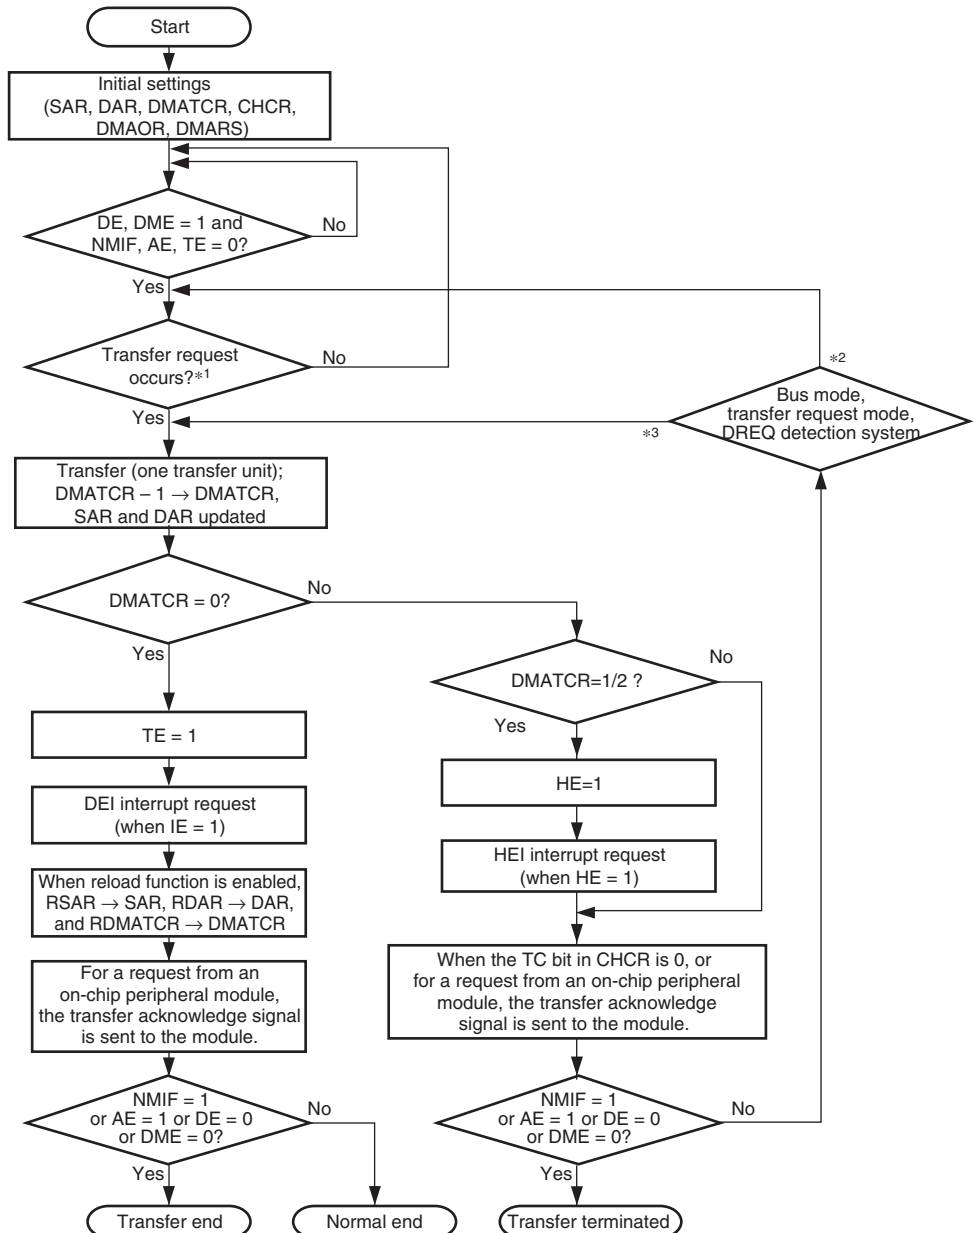 Start
Initial settings
(SAR, DAR, DMATCR, CHCR,
DMAOR, DMARS)
DE, DME = 1 and
NMIF, AE, TE = 0?
No
Yes
Transfer request
occurs?*1
No
Yes
*2
Bus mode,
transfer request mode,
DREQ detection system
*3
Transfer (one transfer unit);
DMATCR – 1 → DMATCR,
SAR and DAR updated
DMATCR = 0?
No
Yes
DMATCR=1/2 ?
No
Yes
TE = 1
HE=1
DEI interrupt request
(when IE = 1)
HEI interrupt request
(when HE = 1)
When reload function is enabled,
RSAR → SAR, RDAR → DAR,
and RDMATCR → DMATCR
When the TC bit in CHCR is 0, or
for a request from an on-chip peripheral
module, the transfer acknowledge
signal is sent to the module.
For a request from an
on-chip peripheral module,
the transfer acknowledge signal
is sent to the module.
NMIF = 1
or AE = 1 or DE = 0
or DME = 0?
No
Yes
NMIF = 1
or AE = 1 or DE = 0
or DME = 0?
No
Yes
Transfer end
Normal end
Transfer terminated